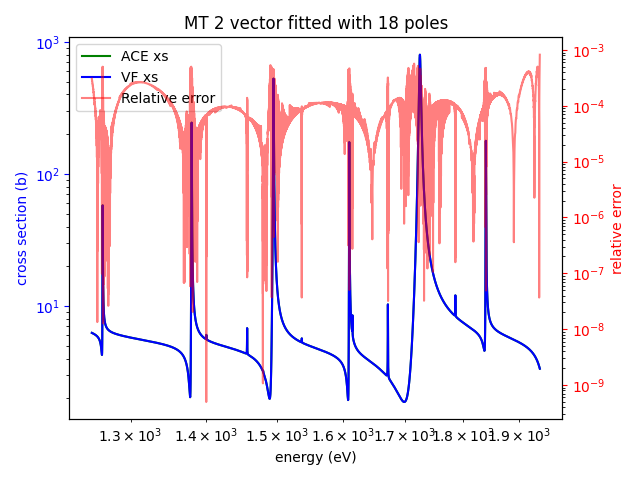 MT 2 vector fitted with 18 poles
ACE xs
VF xs
Relative error
10³
10²
10¹
cross section (b)
10⁻³
10⁻⁴
10⁻⁵
10⁻⁶
10⁻⁷
10⁻⁸
10⁻⁹
relative error
1.3 × 10³
1.4 × 10³
1.5 × 10³
1.6 × 10³
1.7 × 10³
1.8 × 10³
1.9 × 10³
energy (eV)